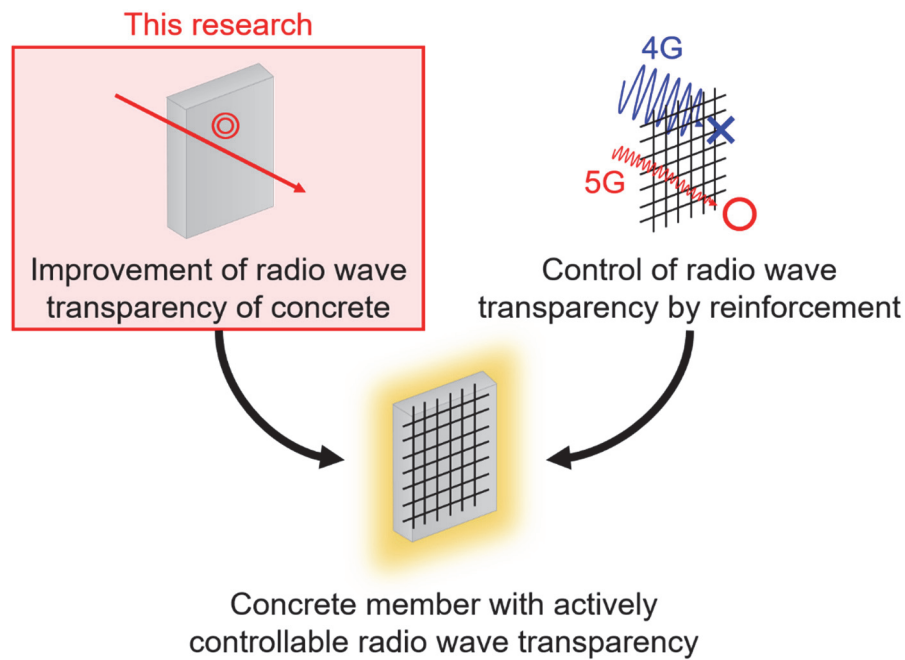 This research
Improvement of radio wave
transparency of concrete
4G
5G
Control of radio wave
transparency by reinforcement
Concrete member with actively
controllable radio wave transparency